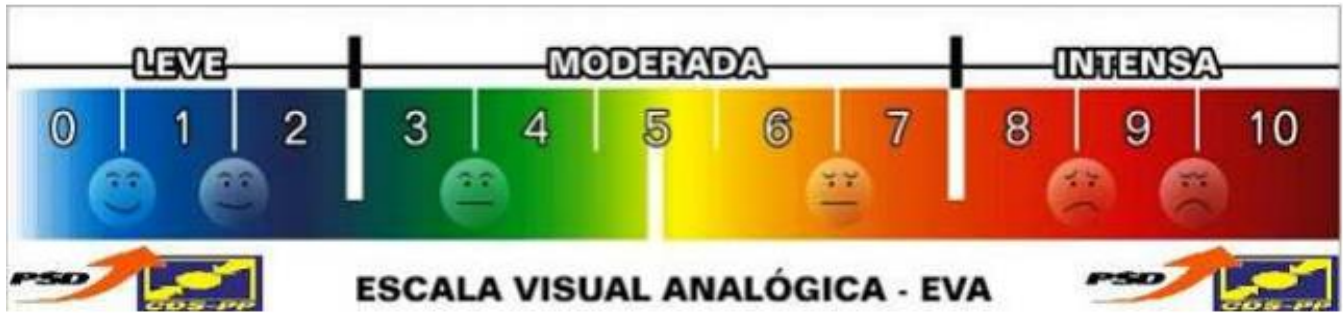 LEVE MODERADA INTENSA
0 1 2 3 4 5 6 7 8 9 10
PSD CDS-PP ESCALA VISUAL ANALÓGICA - EVA PSD CDS-PP